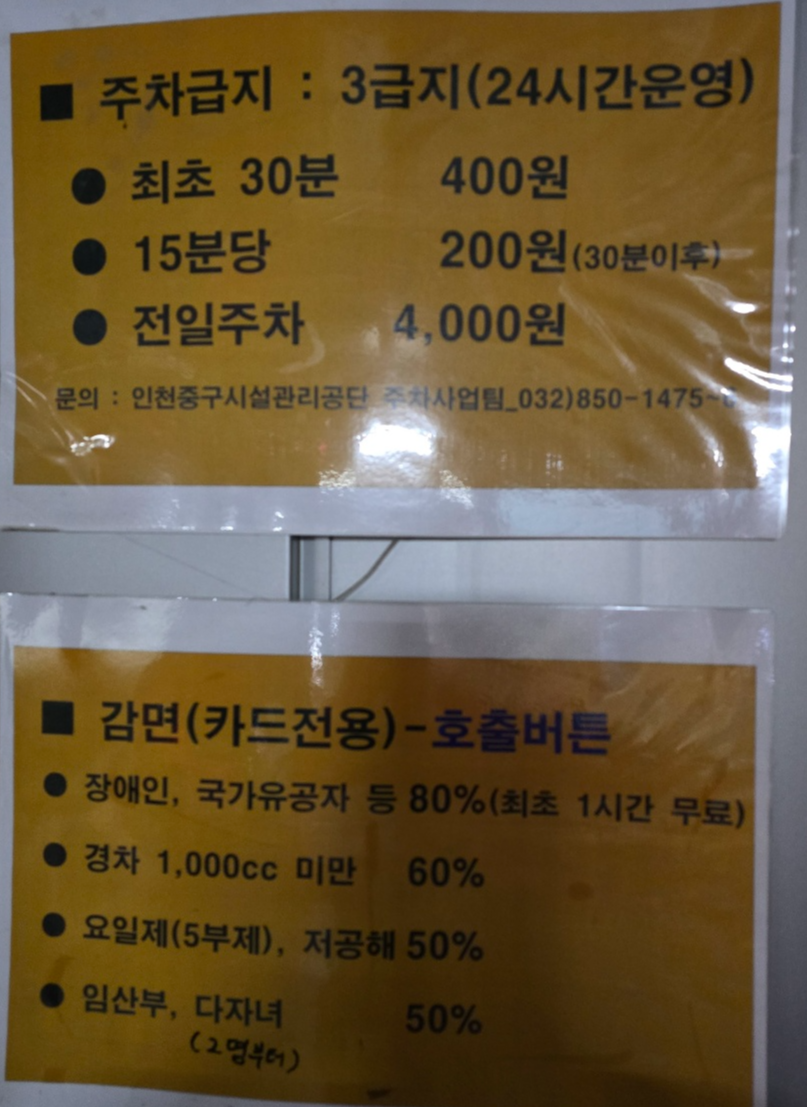 ■ 주차급지 : 3급지(24시간운영)
● 최초 30분 400원
● 15분당 200원(30분이후)
● 전일주차 4,000원
문의 : 인천중구시설관리공단 주차사업팀_032)850-1475~
■ 감면(카드전용)-호출버튼
● 장애인, 국가유공자 등 80%(최초 1시간 무료)
● 경차 1,000cc 미만 60%
● 요일제(5부제), 저공해 50%
● 임산부, 다자녀 50%
(2명부터)